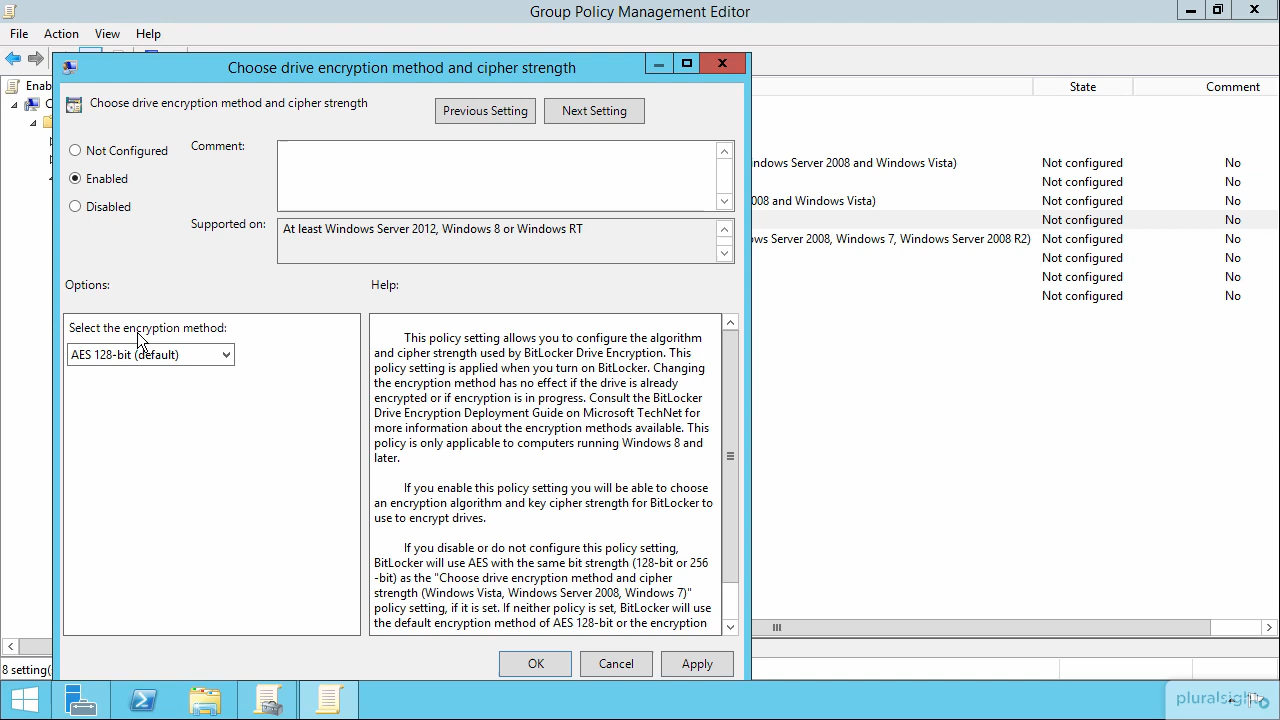 Group Policy Management Editor
File Action View Help
Choose drive encryption method and cipher strength
Choose drive encryption method and cipher strength
Previous Setting
Next Setting
Not Configured
Enabled
Disabled
Comment:
Supported on:
At least Windows Server 2012, Windows 8 or Windows RT
Options:
Help:
Select the encryption method:
AES 128-bit (default)
This policy setting allows you to configure the algorithm
and cipher strength used by BitLocker Drive Encryption. This
policy setting is applied when you turn on BitLocker. Changing
the encryption method has no effect if the drive is already
encrypted or if encryption is in progress. Consult the BitLocker
Drive Encryption Deployment Guide on Microsoft TechNet for
more information about the encryption methods available. This
policy is only applicable to computers running Windows 8 and
later.
If you enable this policy setting you will be able to choose
an encryption algorithm and key cipher strength for BitLocker to
use to encrypt drives.
If you disable or do not configure this policy setting,
BitLocker will use AES with the same bit strength (128-bit or 256
-bit) as the "Choose drive encryption method and cipher
strength (Windows Vista, Windows Server 2008, Windows 7)"
policy setting, if it is set. If neither policy is set, BitLocker will use
the default encryption method of AES 128-bit or the encryption
OK
Cancel
Apply
Enab
State Comment
ndows Server 2008 and Windows Vista) Not configured No
Not configured No
008 and Windows Vista) Not configured No
Not configured No
ws Server 2008, Windows 7, Windows Server 2008 R2) Not configured No
Not configured No
Not configured No
Not configured No
8 setting(
pluralsigh